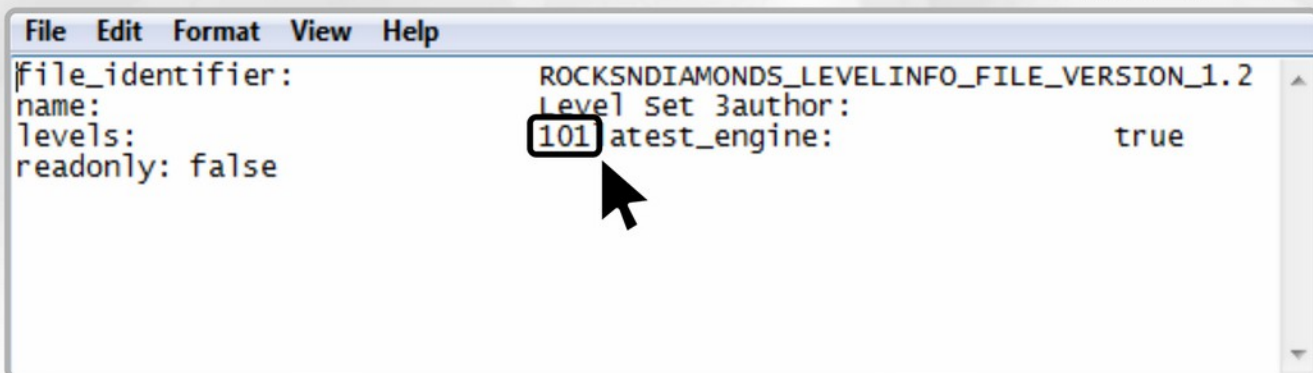 File Edit Format View Help
file_identifier: ROCKSNDIAMONDS_LEVELINFO_FILE_VERSION_1.2
name: Level Set 3author:
levels: 101 atest_engine: true
readonly: false